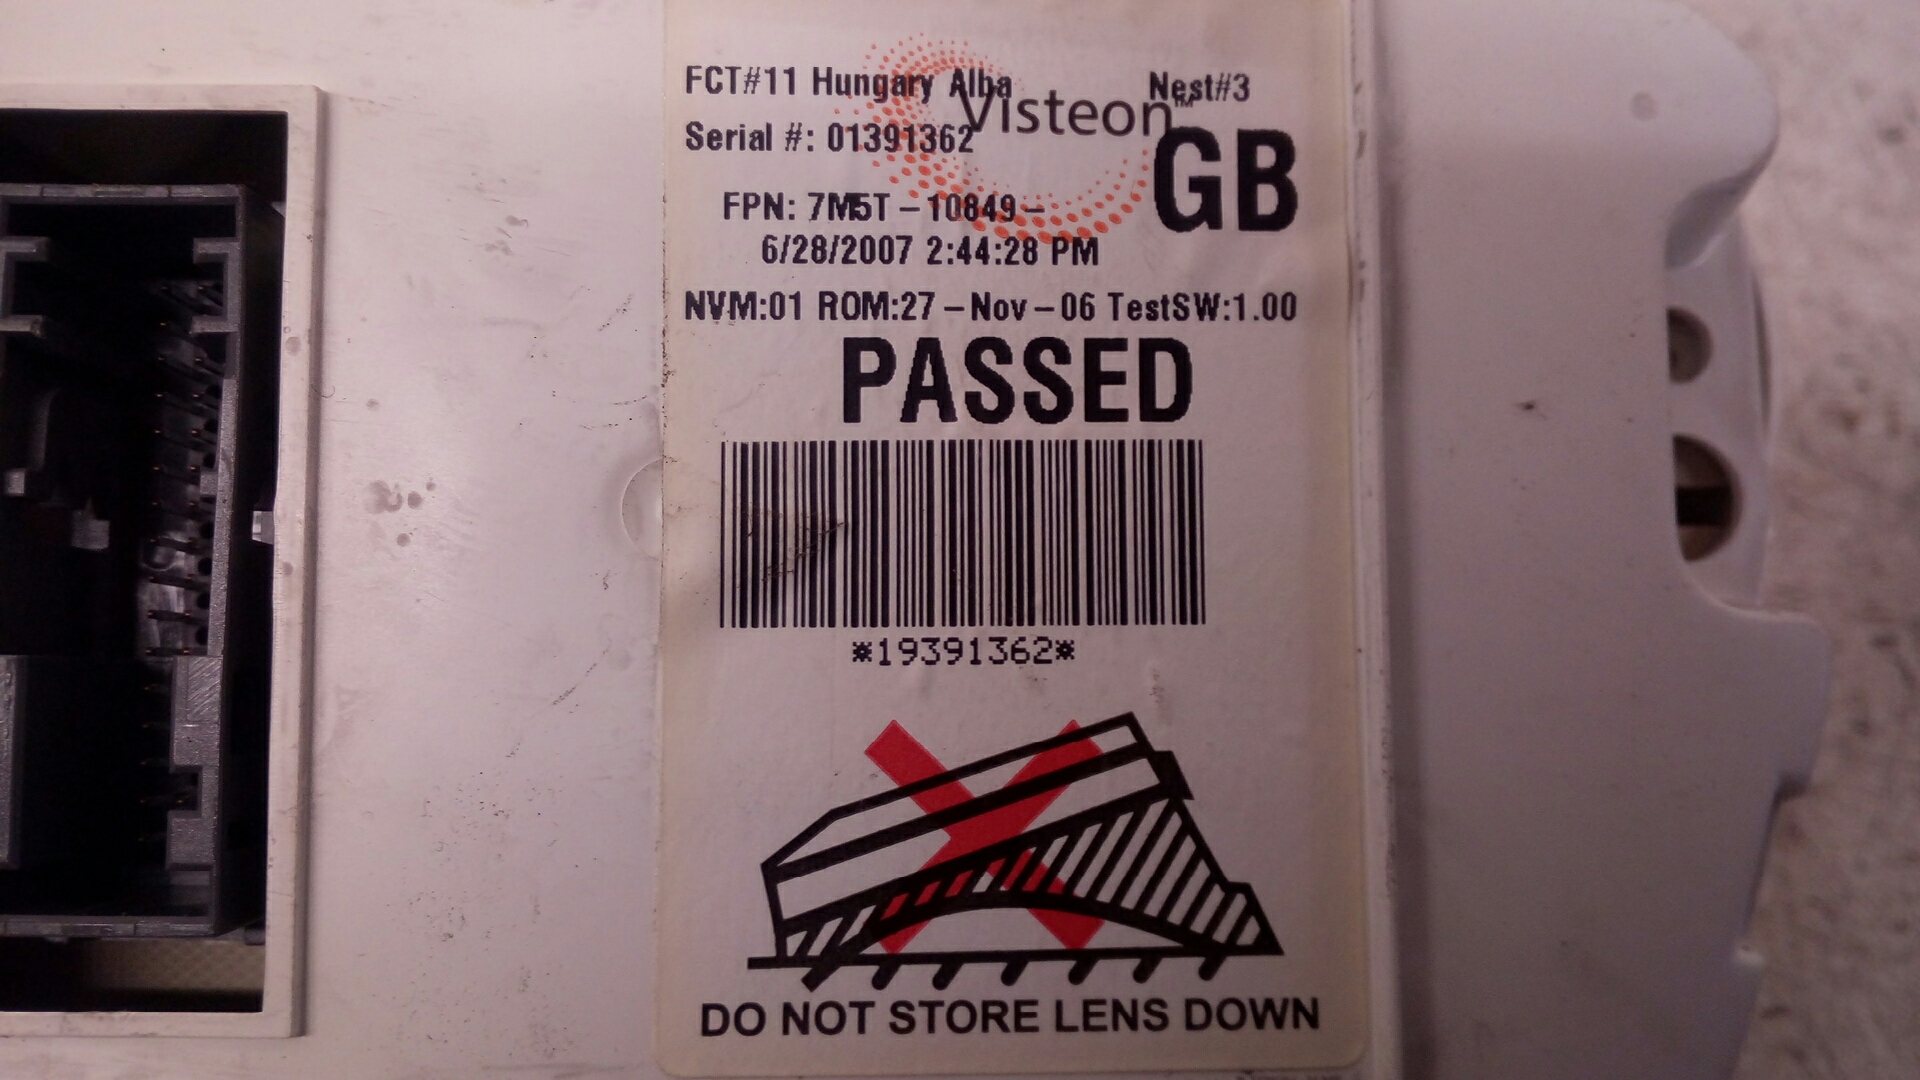 FCT#11 Hungary Alba Nest#3
Visteon™
Serial #: 01391362
GB
FPN: 7M5T-10849-
6/28/2007 2:44:28 PM
NVM:01 ROM:27-Nov-06 TestSW:1.00
PASSED
*19391362*
DO NOT STORE LENS DOWN